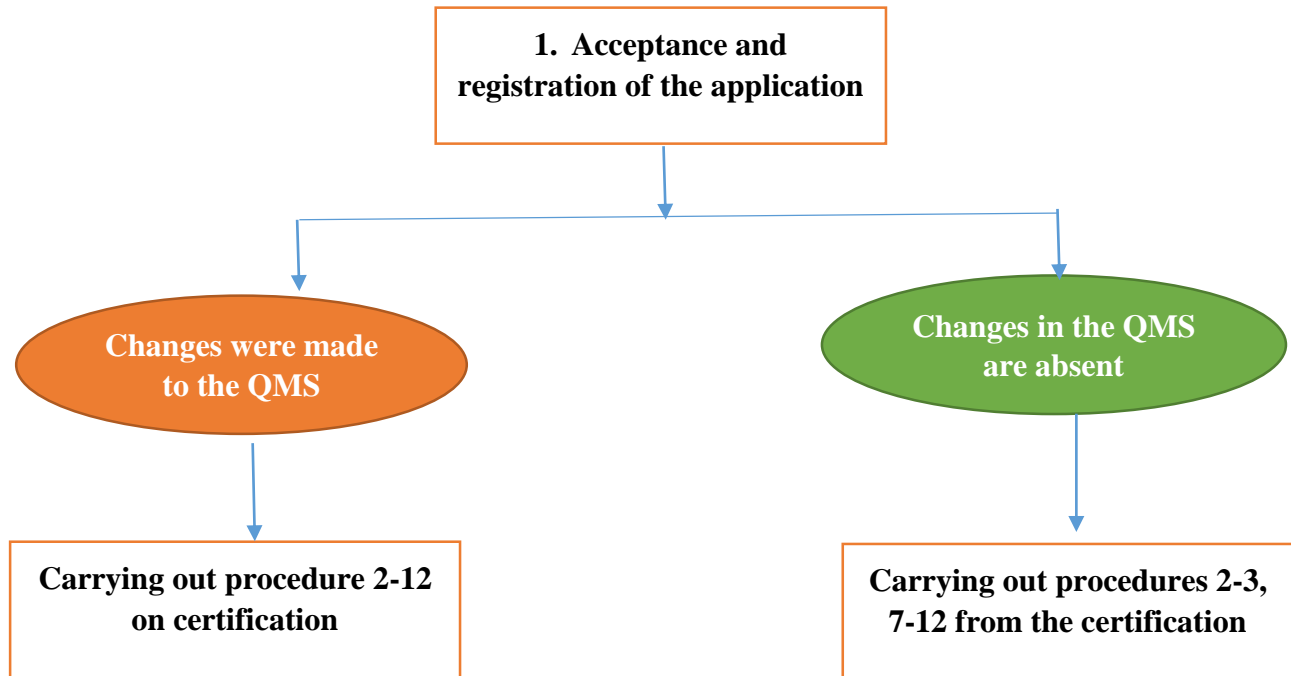 1. Acceptance and
registration of the application
Changes were made
to the QMS
Changes in the QMS
are absent
Carrying out procedure 2-12
on certification
Carrying out procedures 2-3,
7-12 from the certification